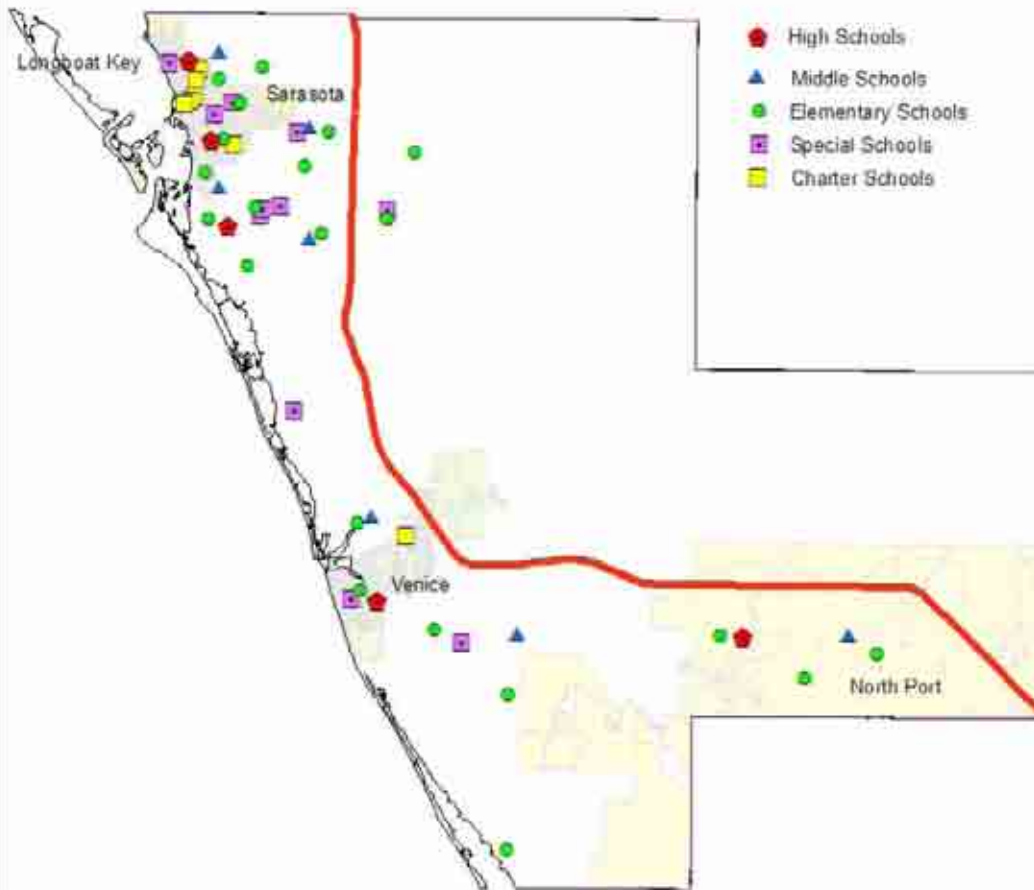 Longboat Key
Sarasota
High Schools
Middle Schools
Elementary Schools
Special Schools
Charter Schools
Venice
North Port